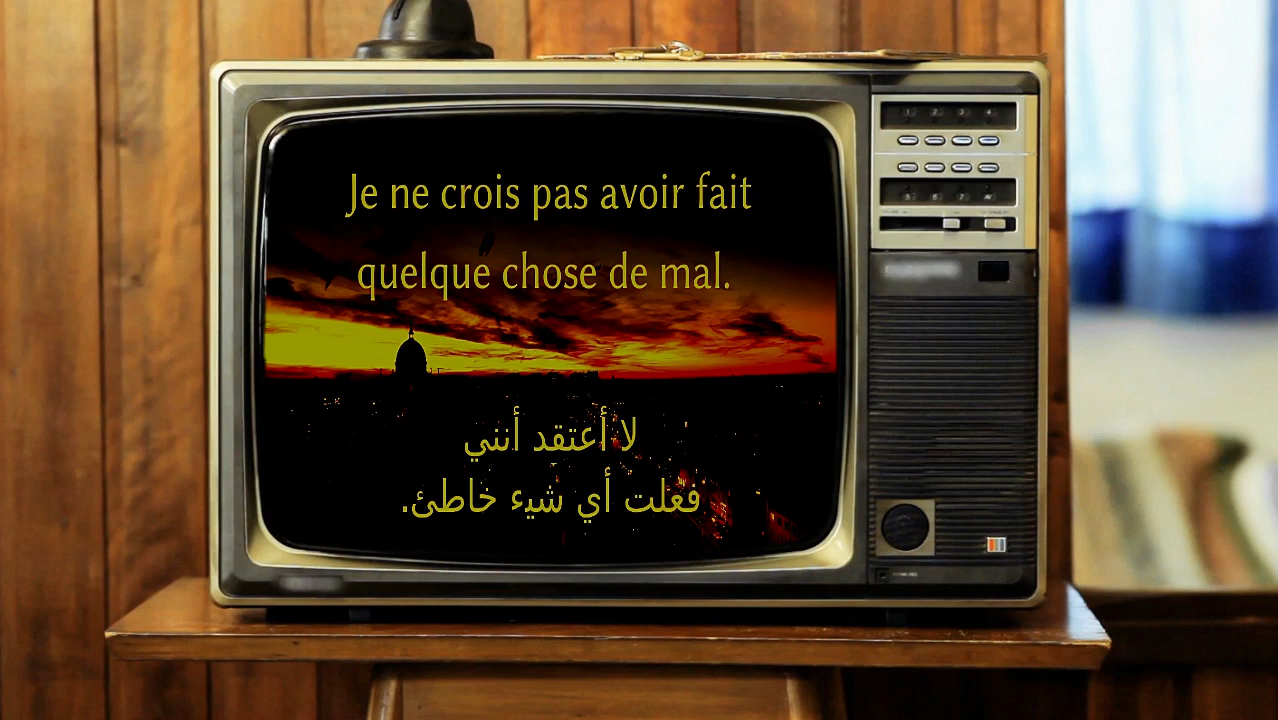 Je ne crois pas avoir fait
quelque chose de mal.
لا أعتقد أنني
فعلت أي شيء خاطئ.